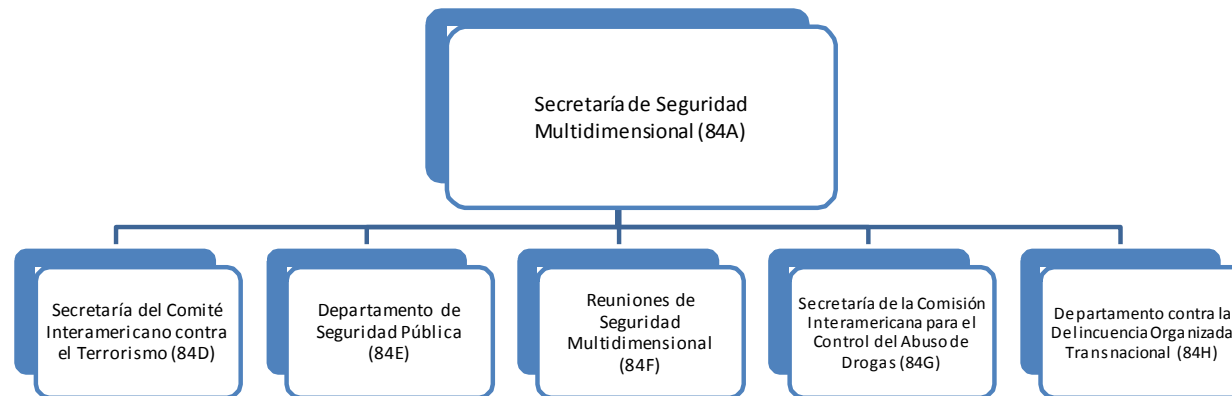 Secretaría de Seguridad
Multidimensional (84A)
Secretaría del Comité
Interamericano contra
el Terrorismo (84D)
Departamento de
Seguridad Pública
(84E)
Reuniones de
Seguridad
Multidimensional
(84F)
Secretaría de la Comisión
Interamericana para el
Control del Abuso de
Drogas (84G)
Departamento contra la
Delincuencia Organizada
Transnacional (84H)